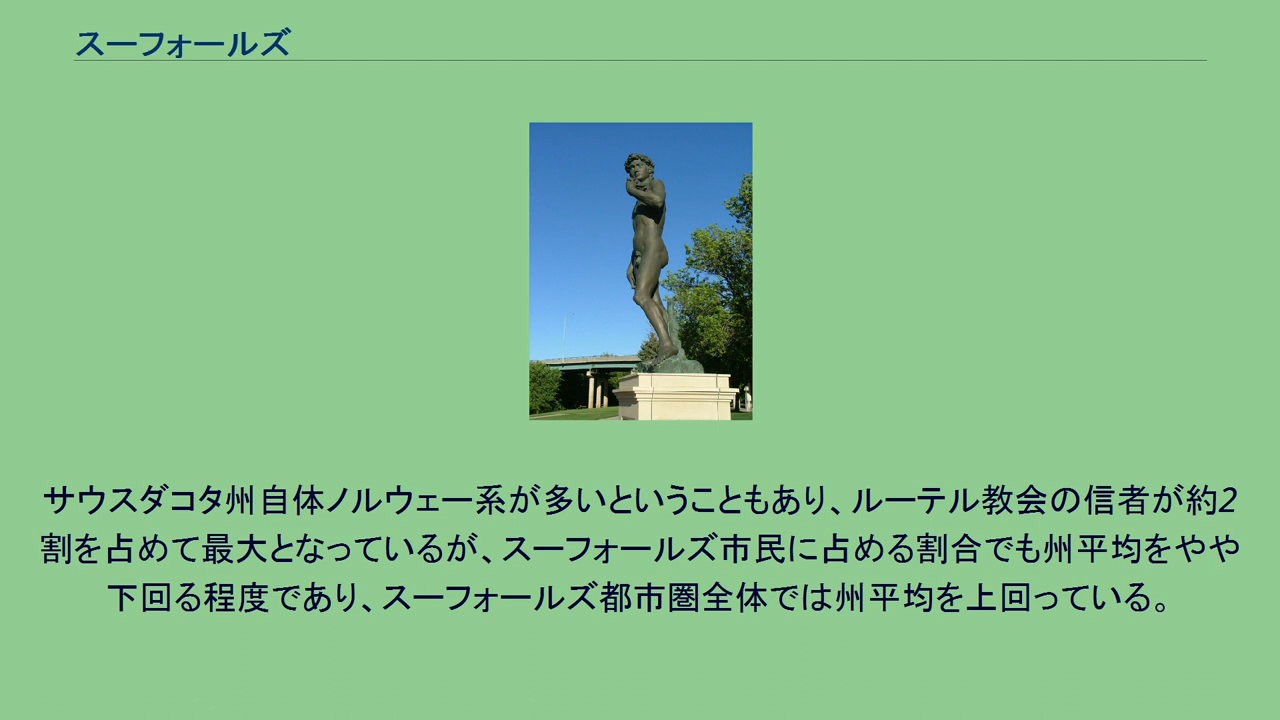 スーフォールズ
サウスダコタ州自体ノルウェー系が多いということもあり、ルーテル教会の信者が約2
割を占めて最大となっているが、スーフォールズ市民に占める割合でも州平均をやや
下回る程度であり、スーフォールズ都市圏全体では州平均を上回っている。